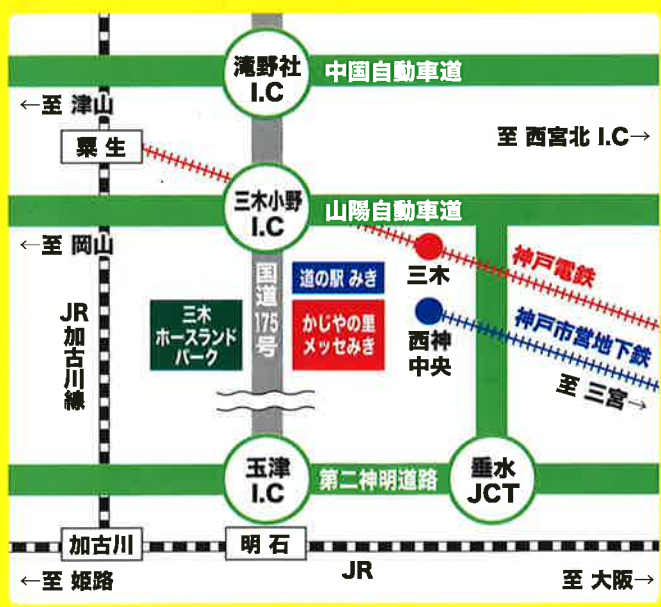 滝野社
I.C
中国自動車道
←至 津山
粟 生
至 西宮北 I.C→
三木小野
I.C
山陽自動車道
←至 岡山
神戸電鉄
三木
国道175号
道の駅 みき
三木
ホースランド
パーク
かじやの里
メッセみき
JR加古川線
西神
中央
神戸市営地下鉄
至 三宮→
玉津
I.C
第二神明道路
垂水
JCT
加古川
明 石
←至 姫路
JR
至 大阪→